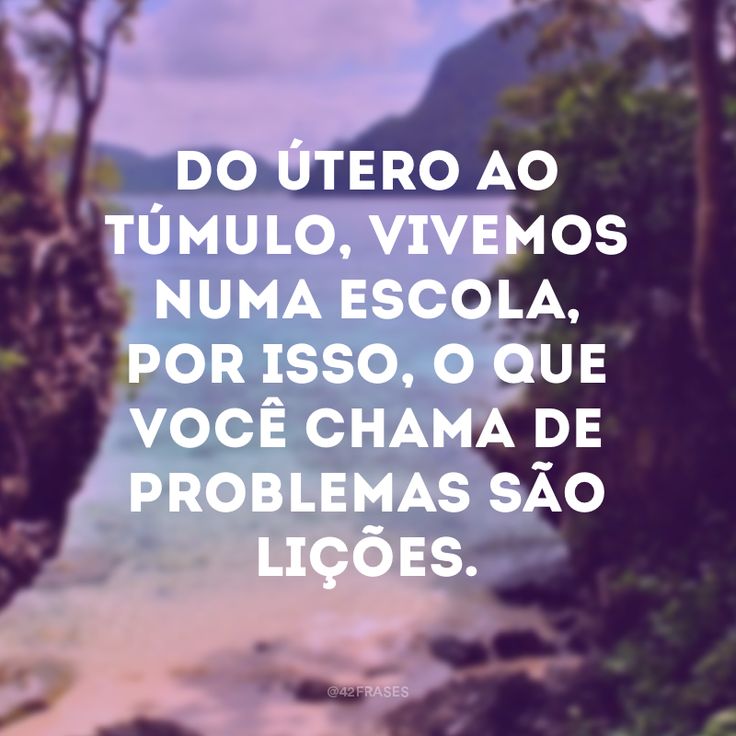 DO ÚTERO AO
TÚMULO, VIVEMOS
NUMA ESCOLA,
POR ISSO, O QUE
VOCÊ CHAMA DE
PROBLEMAS SÃO
LIÇÕES.
@42FRASES